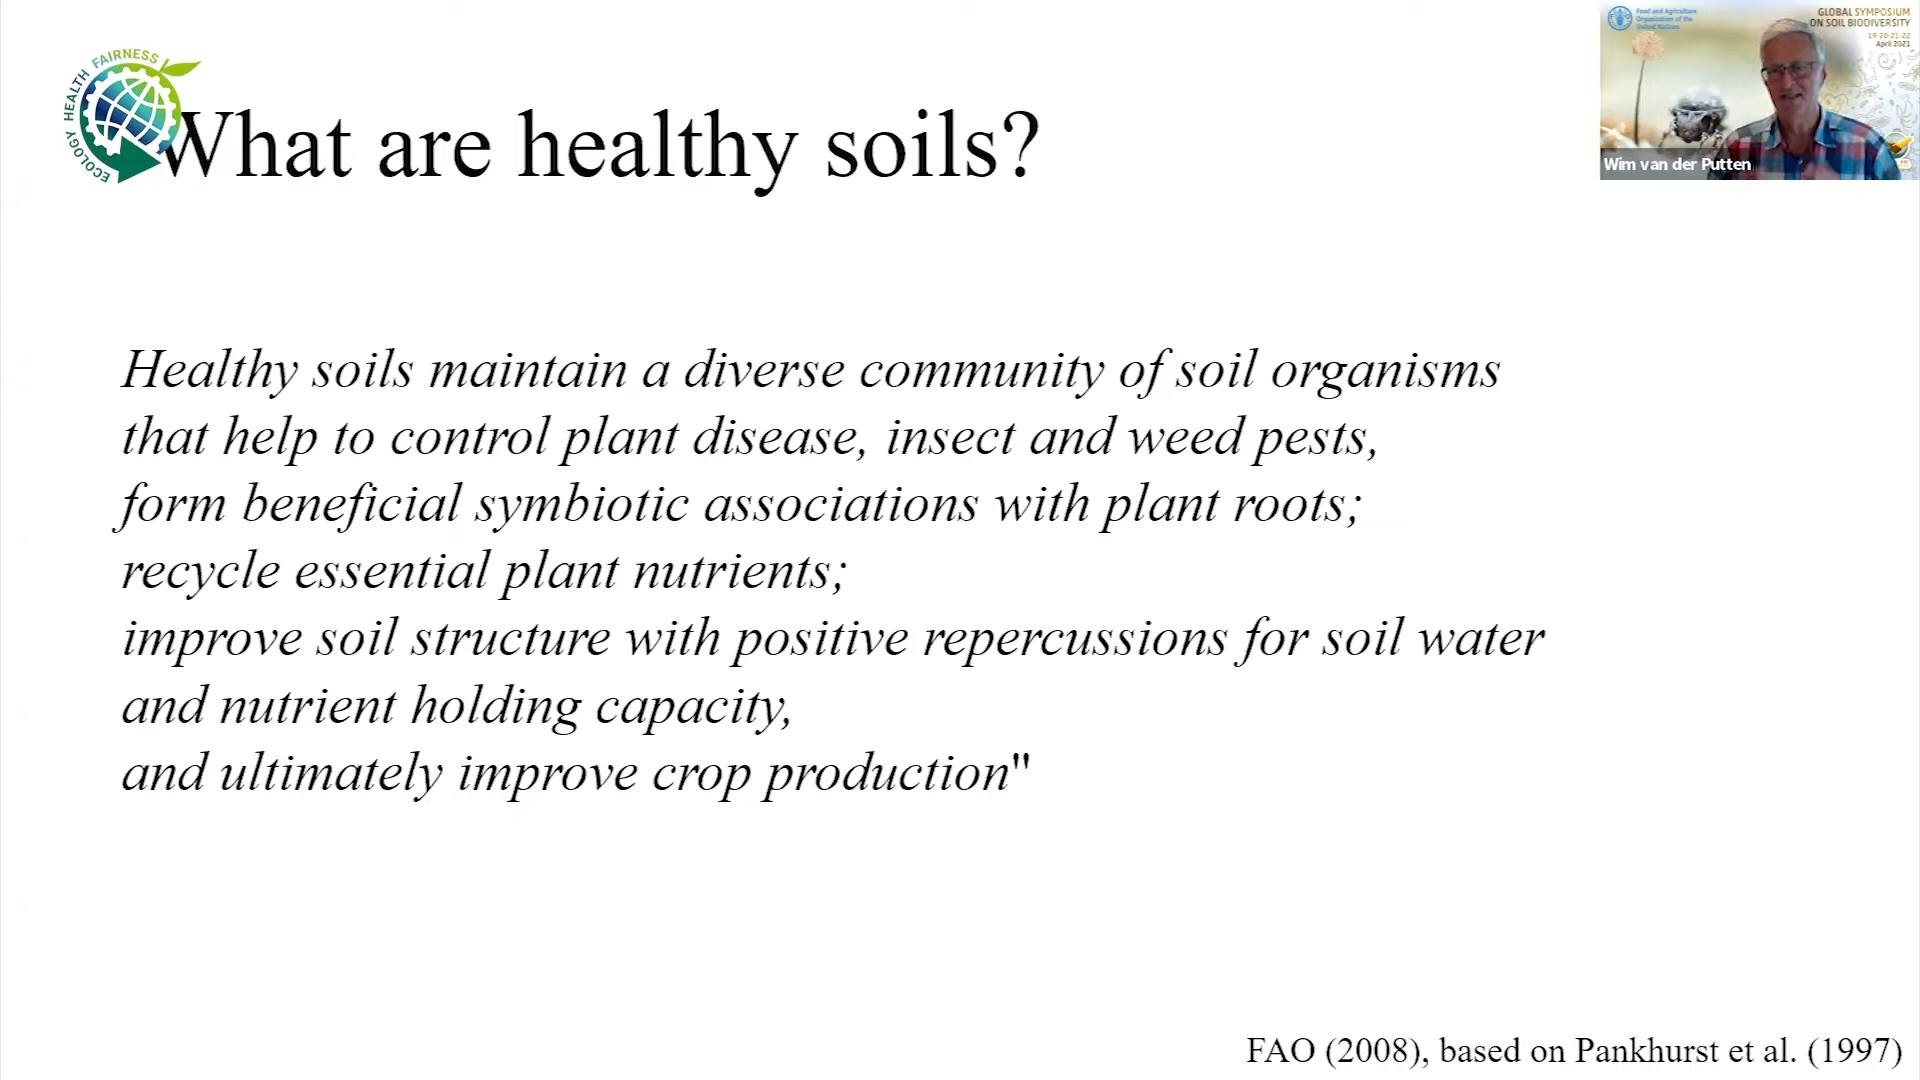 ECOLOGY HEALTH FAIRNESS
What are healthy soils?
Food and Agriculture
Organization of the
United Nations
GLOBAL SYMPOSIUM
ON SOIL BIODIVERSITY
19-20-21-22
April 2021
Wim van der Putten
Healthy soils maintain a diverse community of soil organisms
that help to control plant disease, insect and weed pests,
form beneficial symbiotic associations with plant roots;
recycle essential plant nutrients;
improve soil structure with positive repercussions for soil water
and nutrient holding capacity,
and ultimately improve crop production"
FAO (2008), based on Pankhurst et al. (1997)